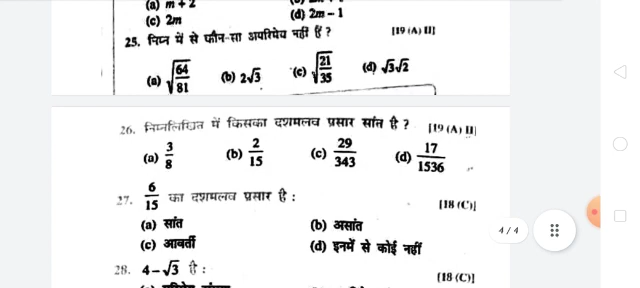 (a) m + 2
(c) 2m (d) 2m – 1
25. निम्न में से कौन-सा अपरिमेय नहीं है ? [19 (A) II]
(a) √64/81 (b) 2√3 (c) √21/35 (d) √3√2
26. निम्नलिखित में किसका दशमलव प्रसार सांत है ? [19 (A) II]
(a) 3/8 (b) 2/15 (c) 29/343 (d) 17/1536
27. 6/15 का दशमलव प्रसार है : [18 (C)]
(a) सांत (b) असांत
(c) आवर्ती (d) इनमें से कोई नहीं
4 / 4
28. 4–√3 है : [18 (C)]